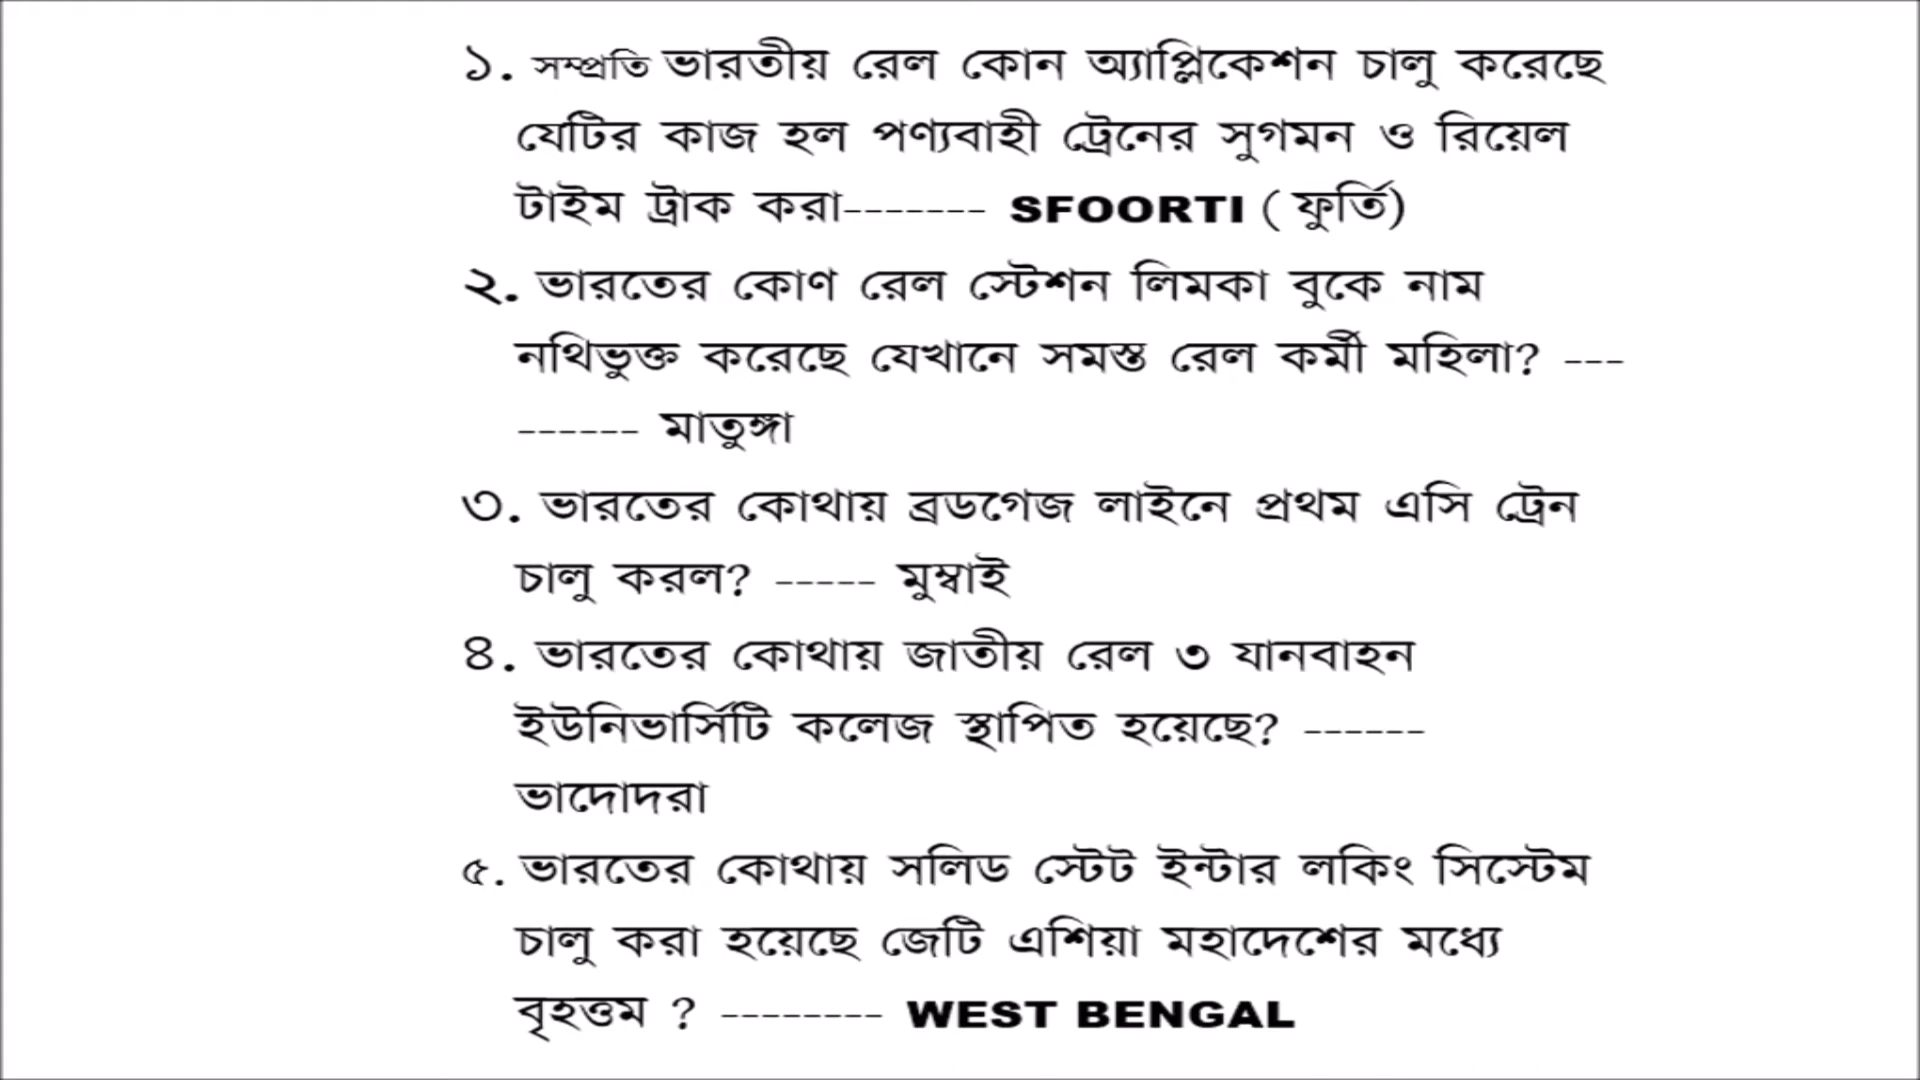 ১. সম্প্রতি ভারতীয় রেল কোন অ্যাপ্লিকেশন চালু করেছে
যেটির কাজ হল পণ্যবাহী ট্রেনের সুগমন ও রিয়েল
টাইম ট্রাক করা------- SFOORTI ( ফুর্তি)
২. ভারতের কোণ রেল স্টেশন লিমকা বুকে নাম
নথিভুক্ত করেছে যেখানে সমস্ত রেল কর্মী মহিলা? ---
------ মাতুঙ্গা
৩. ভারতের কোথায় ব্রডগেজ লাইনে প্রথম এসি ট্রেন
চালু করল? ----- মুম্বাই
৪. ভারতের কোথায় জাতীয় রেল ৩ যানবাহন
ইউনিভার্সিটি কলেজ স্থাপিত হয়েছে? ------
ভাদোদরা
৫. ভারতের কোথায় সলিড স্টেট ইন্টার লকিং সিস্টেম
চালু করা হয়েছে জেটি এশিয়া মহাদেশের মধ্যে
বৃহত্তম ? -------- WEST BENGAL